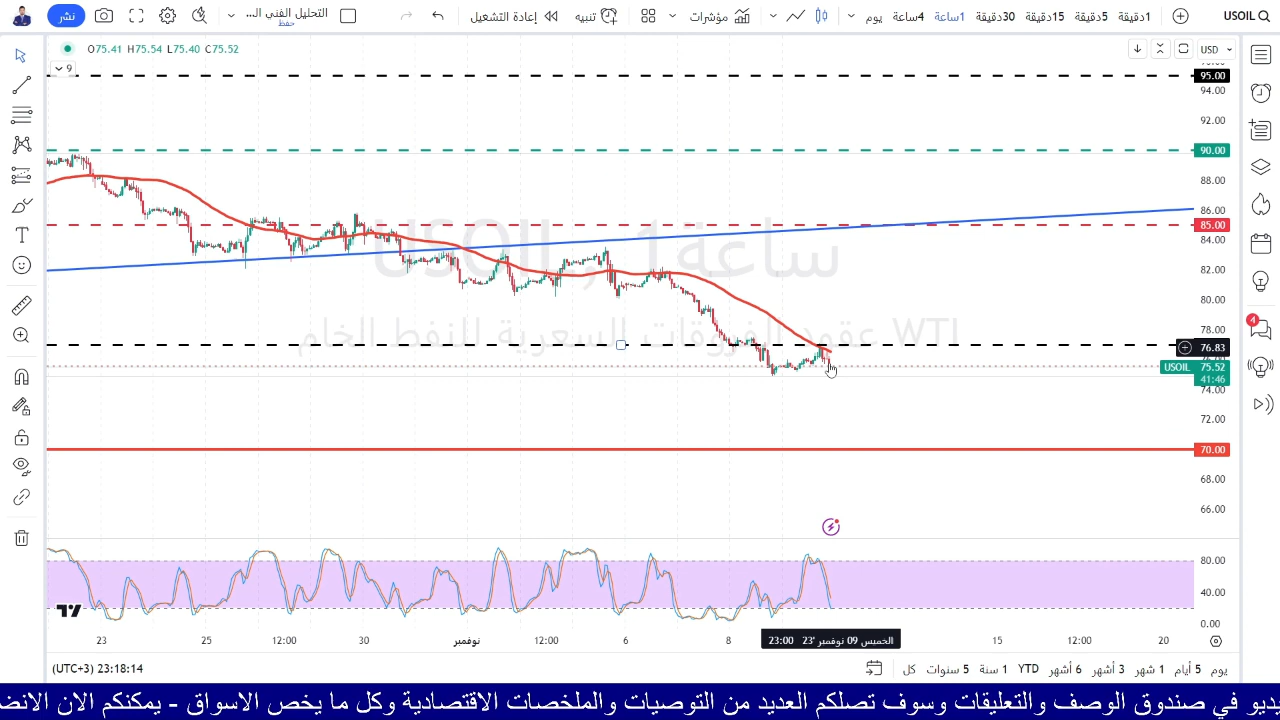 نشر
التحليل الفني ال...
حفظ
إعادة التشغيل
تنبيه
مؤشرات
يوم
4ساعة
1ساعة
30دقيقة
15دقيقة
5دقيقة
1دقيقة
USOIL
O75.41 H75.54 L75.40 C75.52
9
USD
95.00
94.00
92.00
90.00
88.00
86.00
85.00
84.00
82.00
80.00
78.00
76.83
USOIL 75.52
41:46
74.00
72.00
70.00
68.00
66.00
USOIL, 1 ساعة
WTI عقود الفروقات السعرية للنفط الخام
4
80.00
40.00
0.00
23
25
12:00
30
نوفمبر
12:00
6
8
الخميس 09 نوفمبر '23 23:00
15
12:00
20
23:18:14 (UTC+3)
كل
5 سنوات
1 سنة
YTD
6 أشهر
3 أشهر
1 شهر
5 أيام
يوم
يديو في صندوق الوصف والتعليقات وسوف تصلكم العديد من التوصيات والملخصات الاقتصادية وكل ما يخص الاسواق - يمكنكم الان الانض